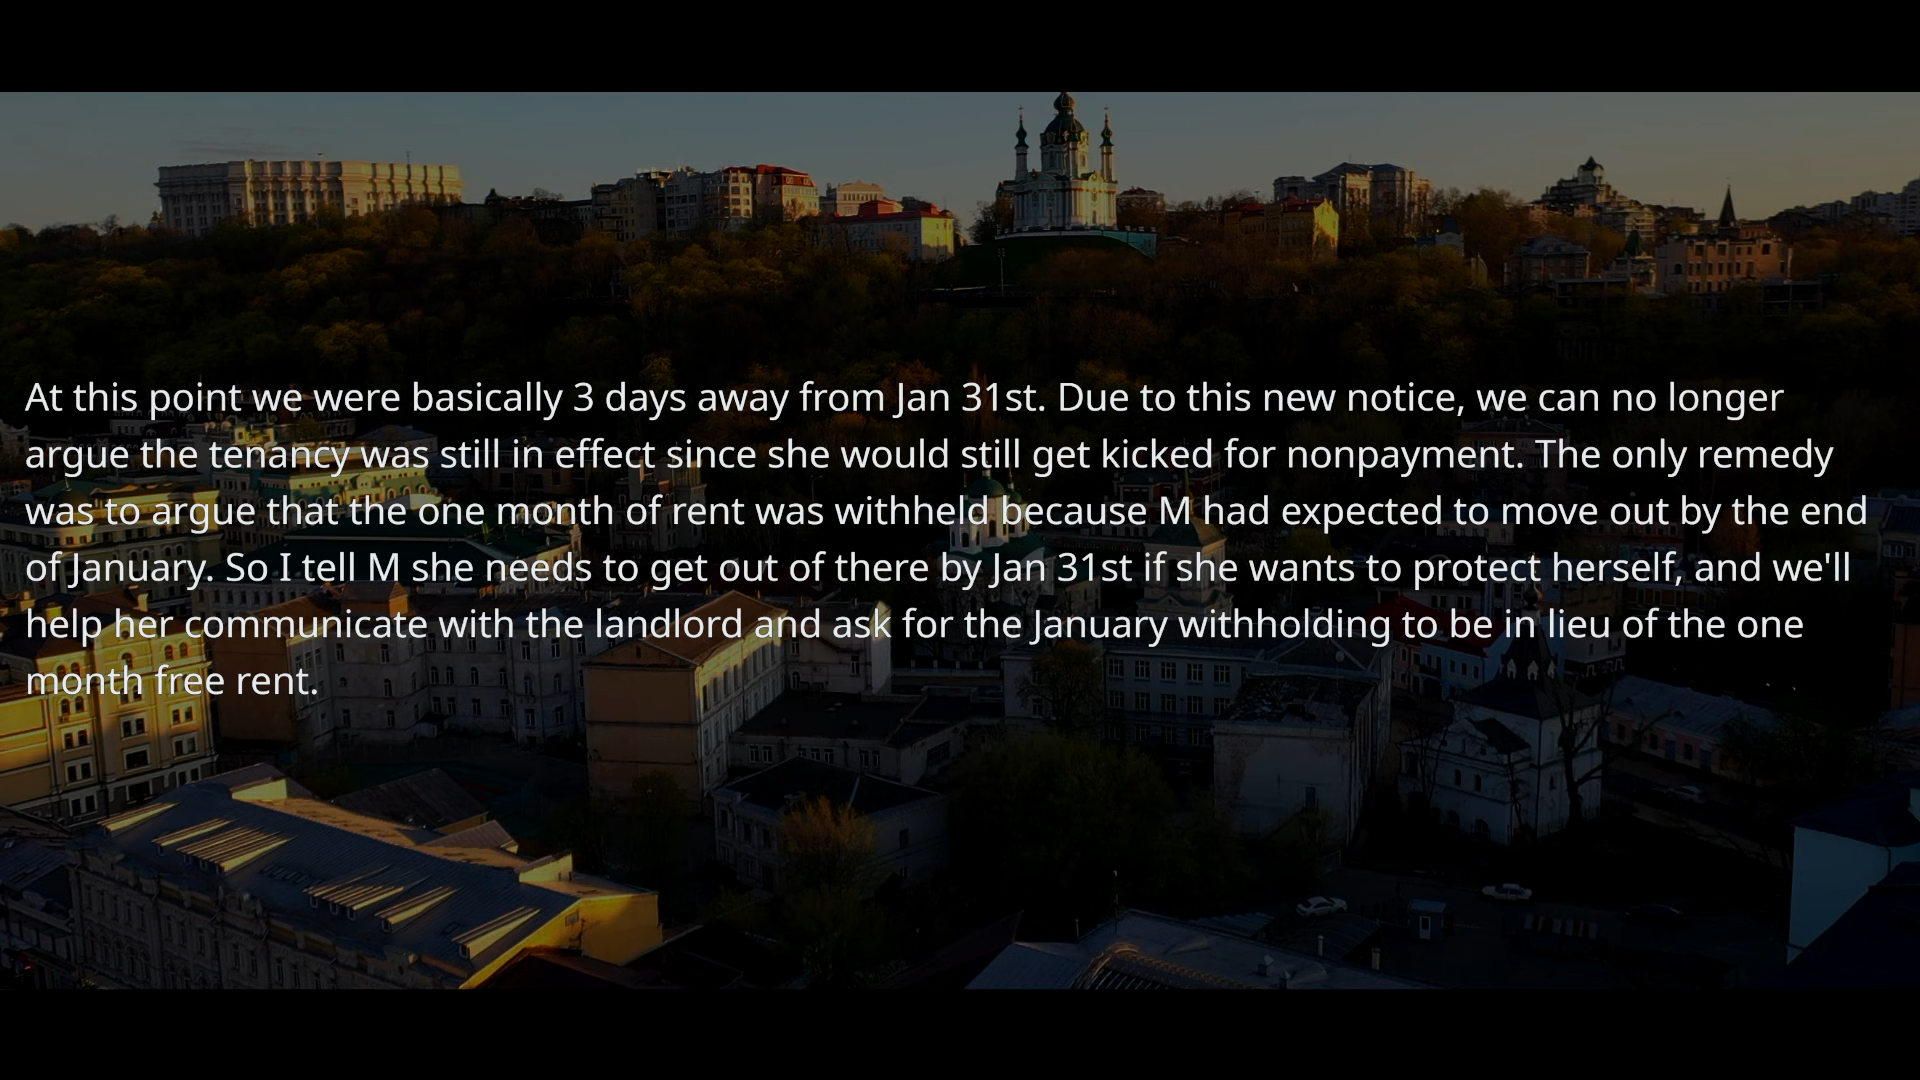 At this point we were basically 3 days away from Jan 31st. Due to this new notice, we can no longer
argue the tenancy was still in effect since she would still get kicked for nonpayment. The only remedy
was to argue that the one month of rent was withheld because M had expected to move out by the end
of January. So I tell M she needs to get out of there by Jan 31st if she wants to protect herself, and we'll
help her communicate with the landlord and ask for the January withholding to be in lieu of the one
month free rent.